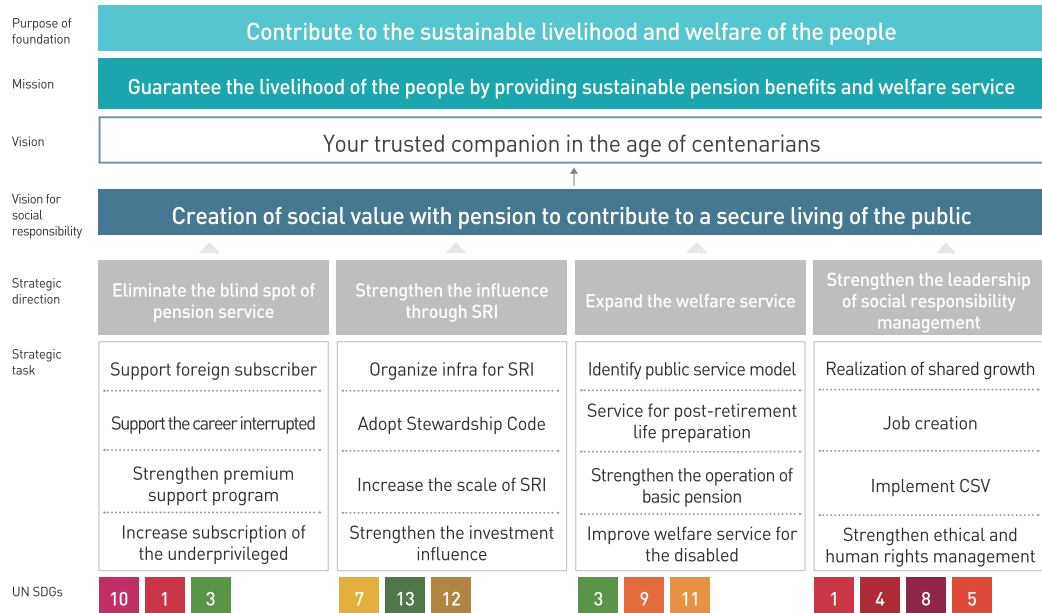 Purpose of
foundation
Contribute to the sustainable livelihood and welfare of the people
Mission
Guarantee the livelihood of the people by providing sustainable pension benefits and welfare service
Vision
Your trusted companion in the age of centenarians
Vision for
social
responsibility
Creation of social value with pension to contribute to a secure living of the public
Strategic
direction
Eliminate the blind spot of
pension service
Strengthen the influence
through SRI
Expand the welfare service
Strengthen the leadership
of social responsibility
management
Strategic
task
Support foreign subscriber
Support the career interrupted
Strengthen premium
support program
Increase subscription of
the underprivileged
Organize infra for SRI
Adopt Stewardship Code
Increase the scale of SRI
Strengthen the investment
influence
Identify public service model
Service for post-retirement
life preparation
Strengthen the operation of
basic pension
Improve welfare service for
the disabled
Realization of shared growth
Job creation
Implement CSV
Strengthen ethical and
human rights management
UN SDGs
10 1 3
7 13 12
3 9 11
1 4 8 5